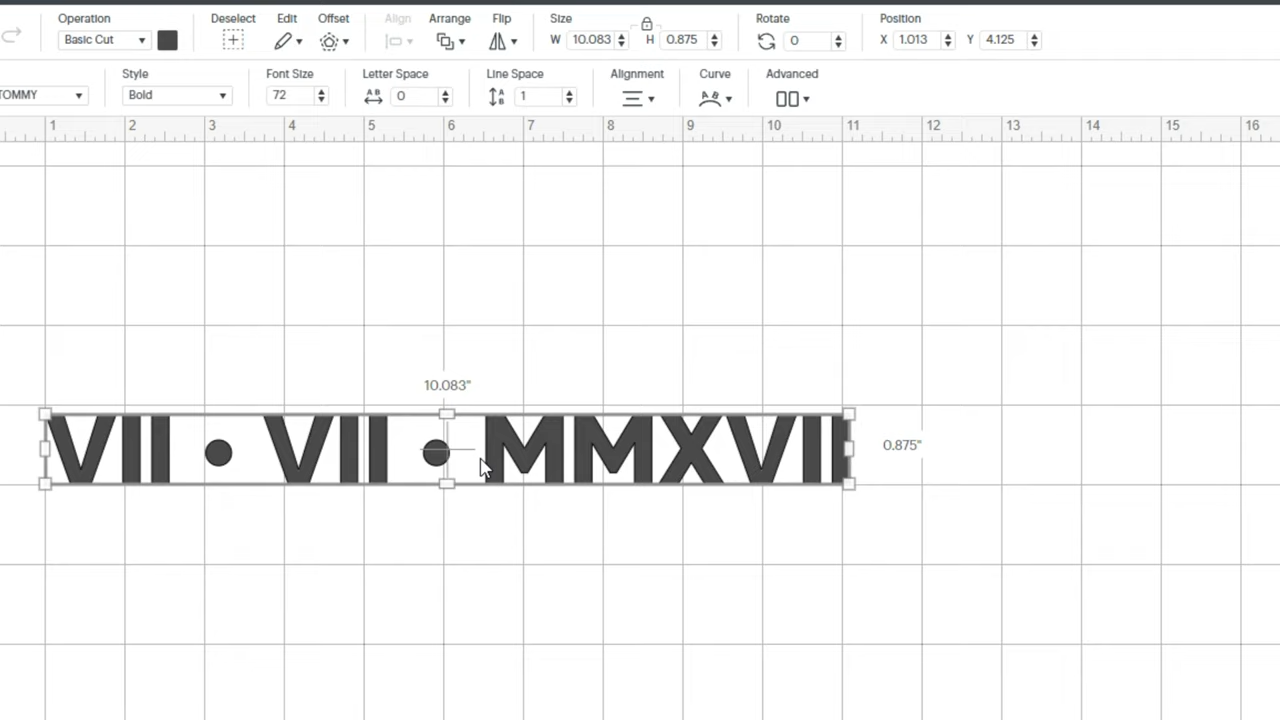 Operation Deselect Edit Offset Align Arrange Flip Size Rotate Position
Basic Cut W 10.083 H 0.875 0 X 1.013 Y 4.125
Style Font Size Letter Space Line Space Alignment Curve Advanced
TOMMY Bold 72 0 1
1 2 3 4 5 6 7 8 9 10 11 12 13 14 15 16
10.083"
VII • VII • MMXVII
0.875"